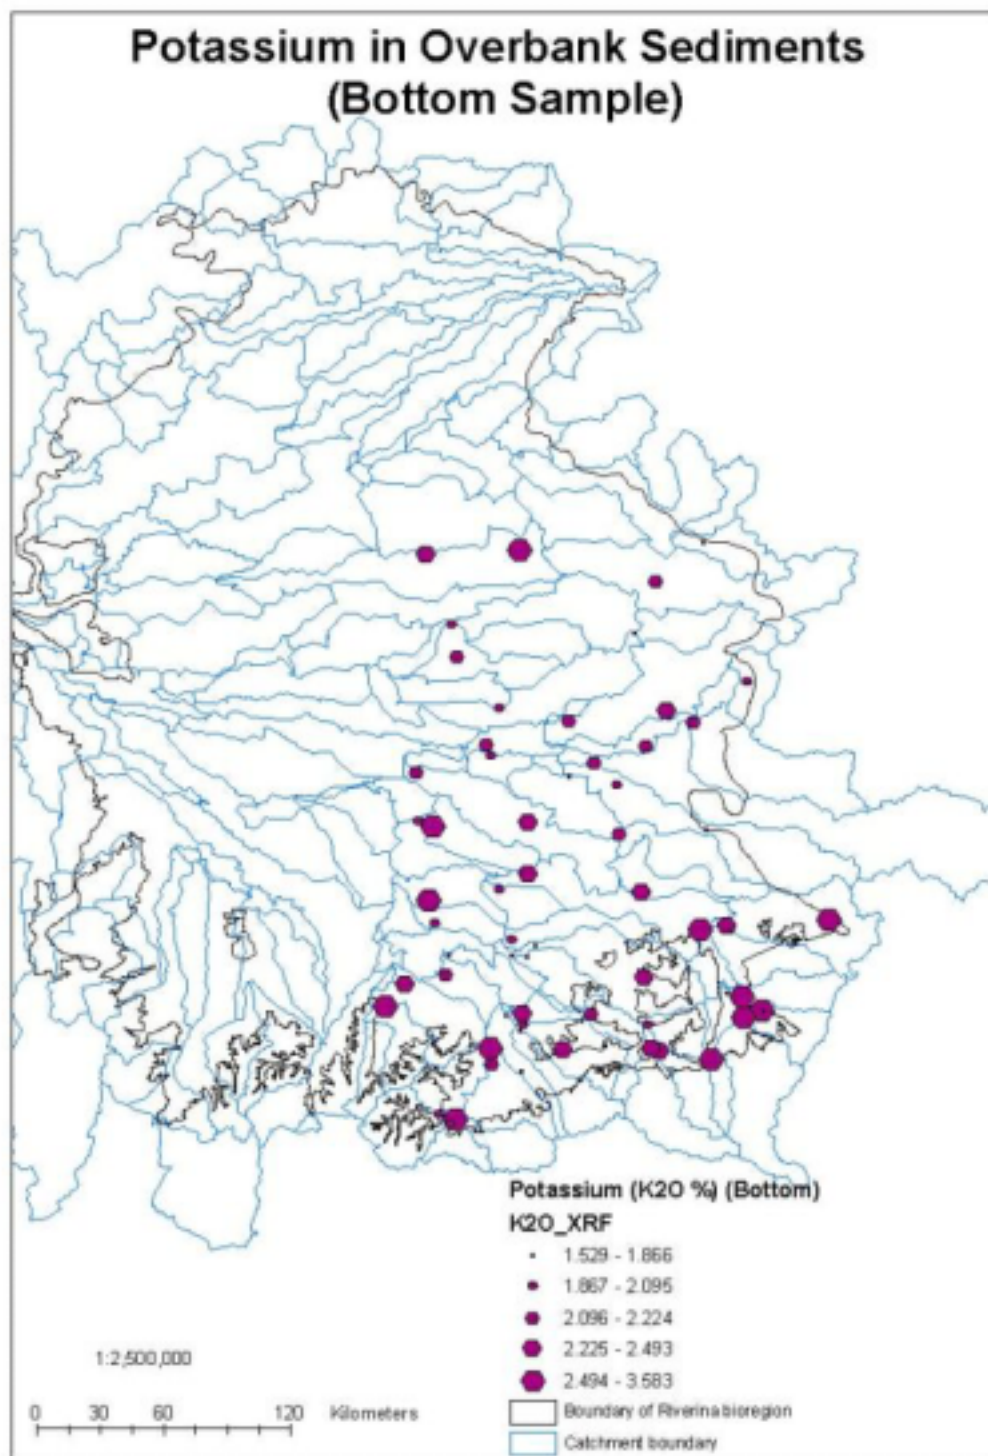 Potassium in Overbank Sediments
(Bottom Sample)
Potassium (K2O %) (Bottom)
K2O_XRF
1.529 - 1.866
1.867 - 2.095
2.096 - 2.224
2.225 - 2.493
2.494 - 3.583
Boundary of Riverina bioregion
Catchment boundary
1:2,500,000
0 30 60 120 Kilometers